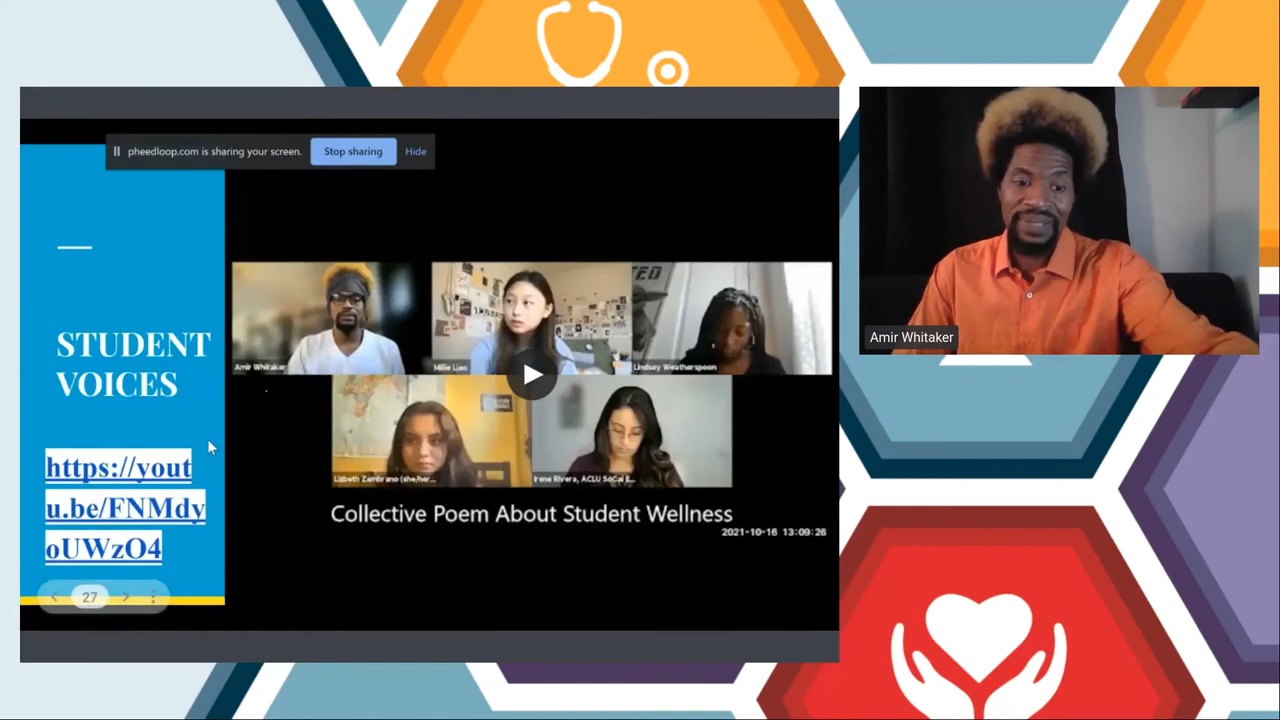 pheedloop.com is sharing your screen.
Stop sharing
Hide
STUDENT
VOICES
https://yout
u.be/FNMdy
oUWzO4
27
Amir Whitaker
Millie Liao
Lindsey Weatherspoon
Lizbeth Zambrano (she/her...
Irene Rivera, ACLU SoCal E...
Collective Poem About Student Wellness
2021-10-16 13:09:26
Amir Whitaker